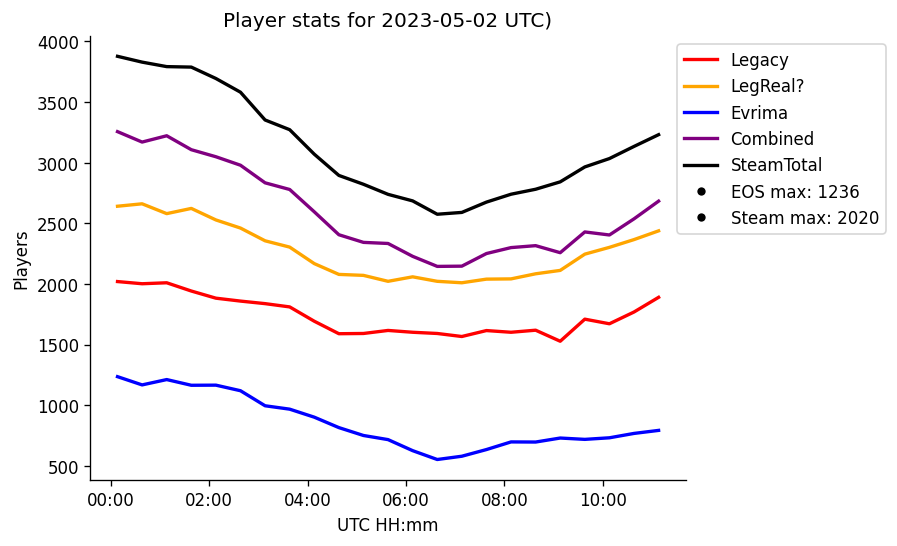 Player stats for 2023-05-02 UTC)
4000
3500
3000
2500
2000
1500
1000
500
Players
00:00
02:00
04:00
06:00
08:00
10:00
UTC HH:mm
Legacy
LegReal?
Evrima
Combined
SteamTotal
EOS max: 1236
Steam max: 2020